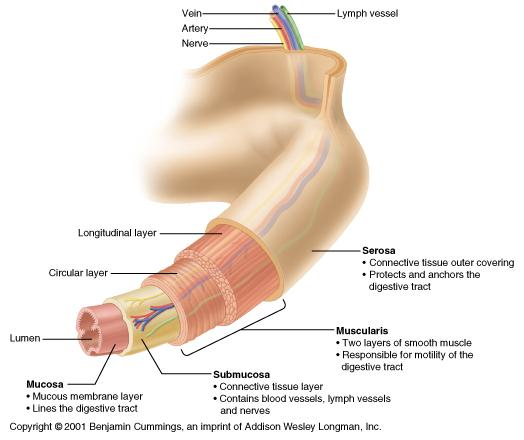 Vein
Lymph vessel
Artery
Nerve
Longitudinal layer
Serosa
• Connective tissue outer covering
• Protects and anchors the
digestive tract
Circular layer
Lumen
Muscularis
• Two layers of smooth muscle
• Responsible for motility of the
digestive tract
Submucosa
• Connective tissue layer
• Contains blood vessels, lymph vessels
and nerves
Mucosa
• Mucous membrane layer
• Lines the digestive tract
Copyright © 2001 Benjamin Cummings, an imprint of Addison Wesley Longman, Inc.